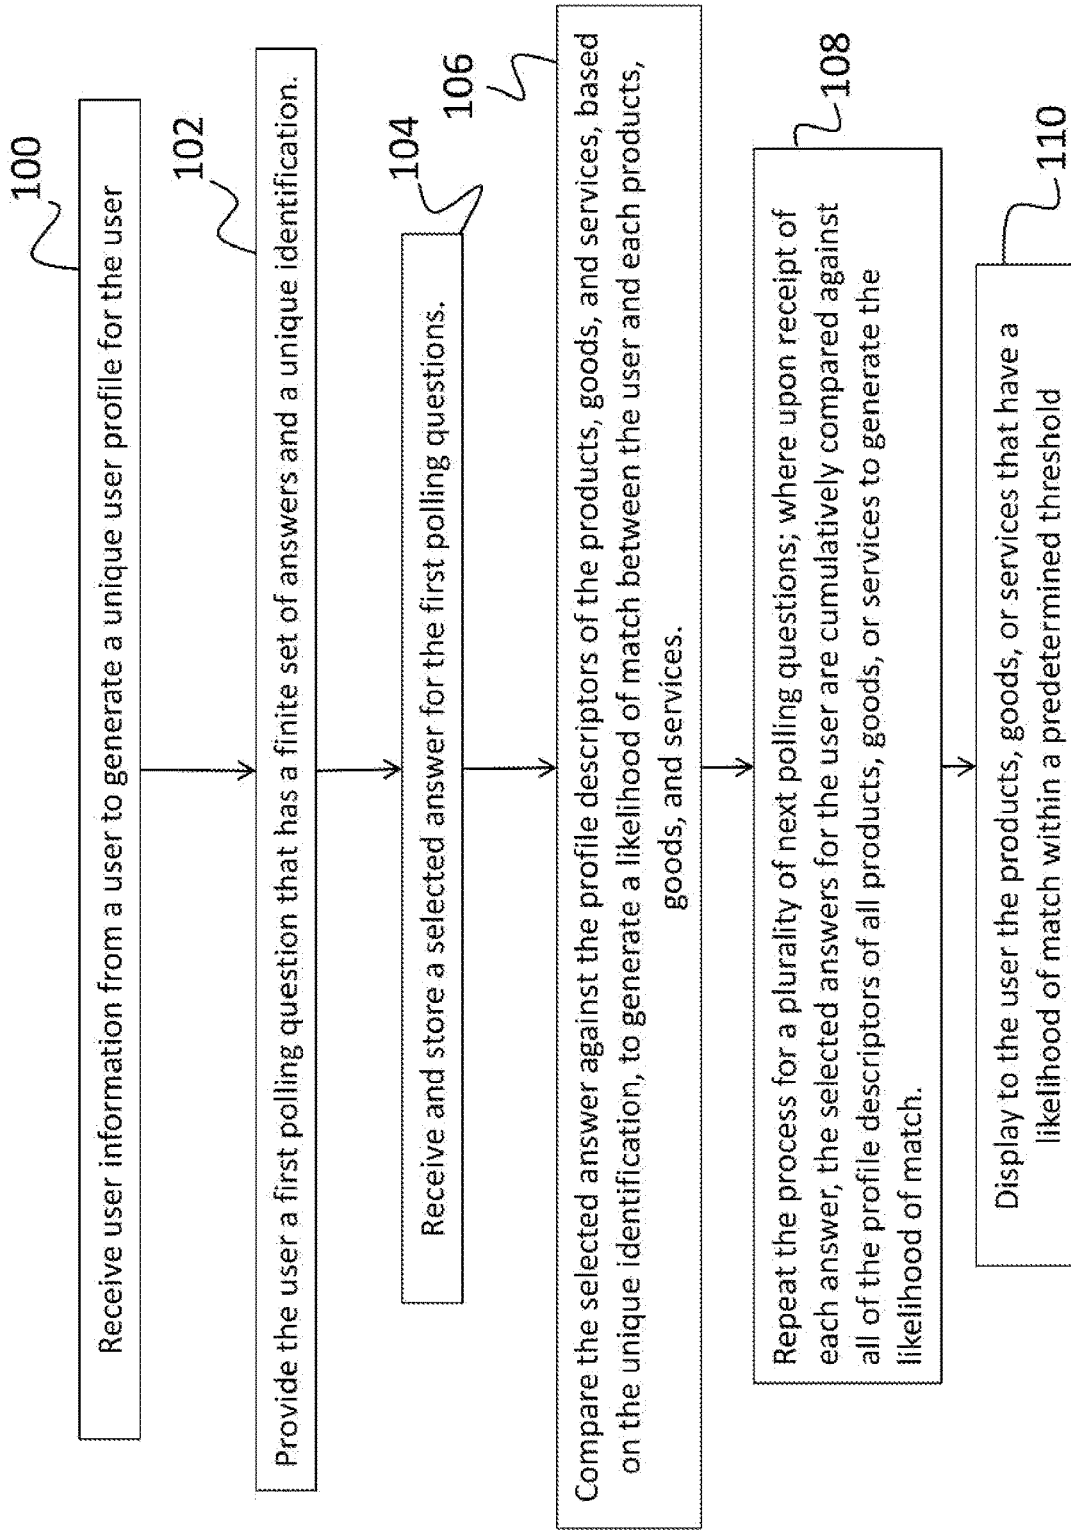 100
Receive user information from a user to generate a unique user profile for the user
102
Provide the user a first polling question that has a finite set of answers and a unique identification.
104
Receive and store a selected answer for the first polling questions.
106
Compare the selected answer against the profile descriptors of the products, goods, and services, based
on the unique identification, to generate a likelihood of match between the user and each products,
goods, and services.
108
Repeat the process for a plurality of next polling questions; where upon receipt of
each answer, the selected answers for the user are cumulatively compared against
all of the profile descriptors of all products, goods, or services to generate the
likelihood of match.
110
Display to the user the products, goods, or services that have a
likelihood of match within a predetermined threshold